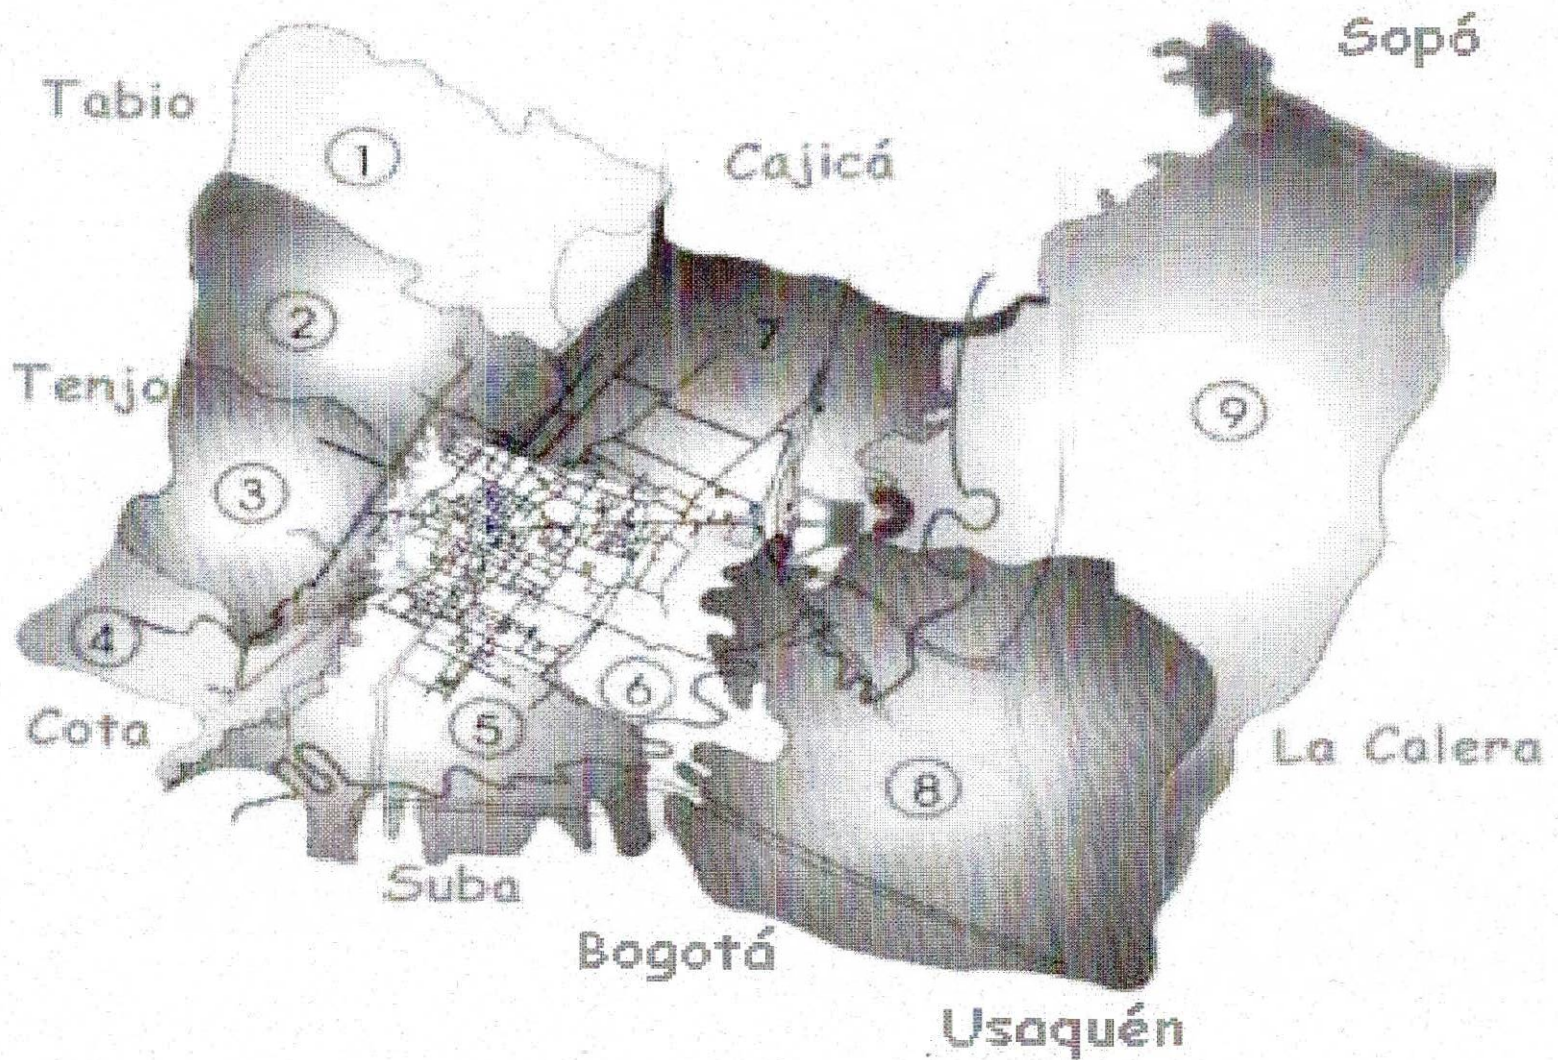 Sopó
Tabio
1
Cajicá
2
7
Tenjo
9
3
4
6
Cota
5
La Calera
8
Suba
Bogotá
Usaquén